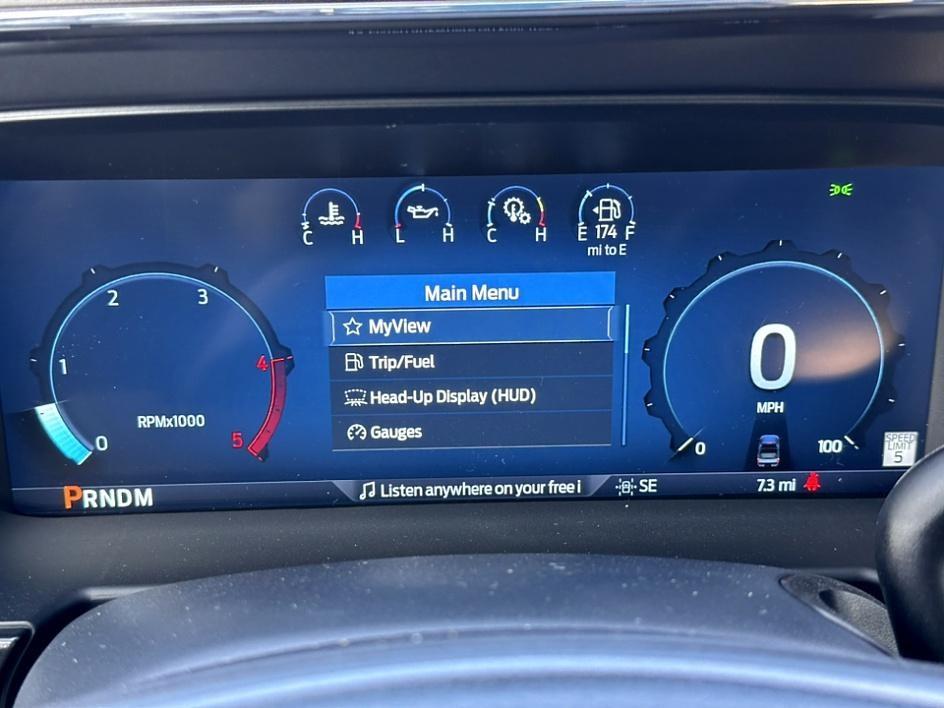 C H
L H
C H
E 174 F
mi to E
Main Menu
MyView
Trip/Fuel
Head-Up Display (HUD)
Gauges
0
1
2
3
4
5
RPMx1000
0
MPH
0
100
SPEED
LIMIT
5
PRNDM
Listen anywhere on your free i
SE
7.3 mi